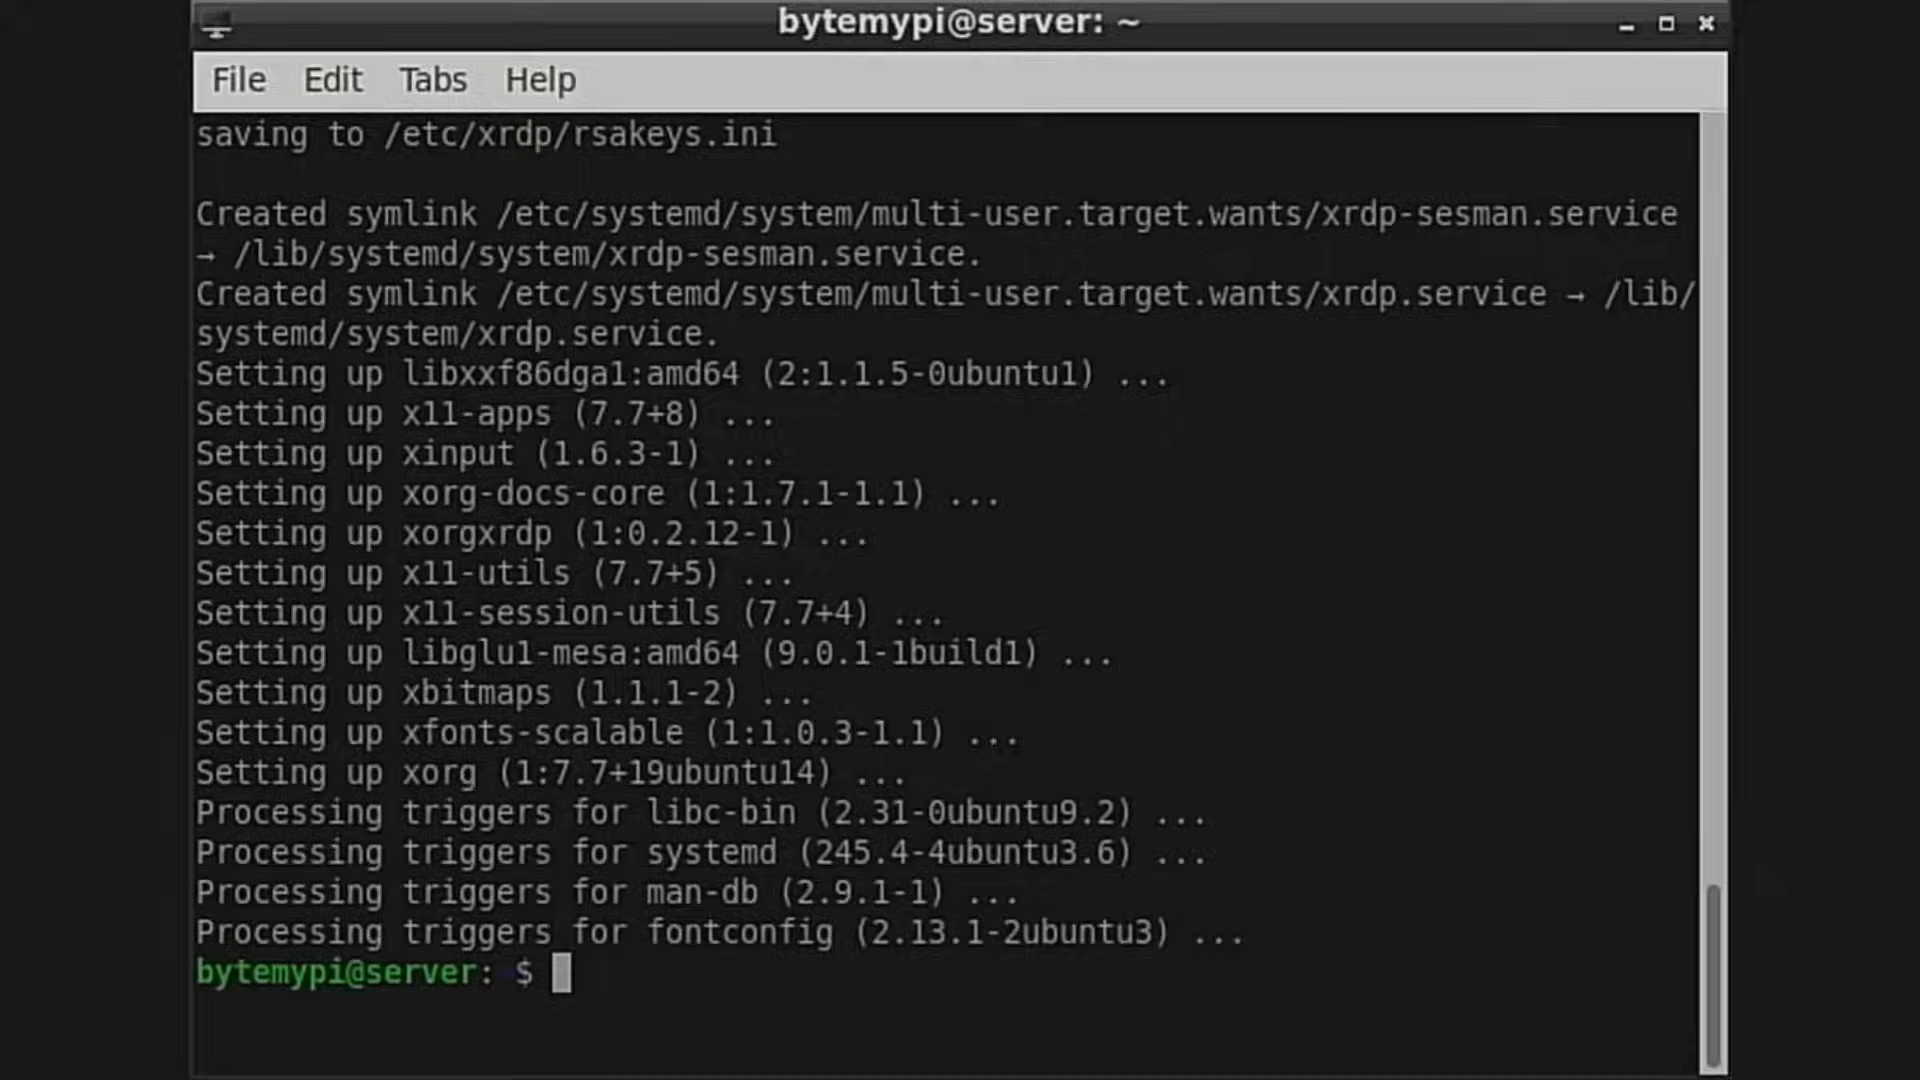 bytemypi@server: ~
File Edit Tabs Help
saving to /etc/xrdp/rsakeys.ini
Created symlink /etc/systemd/system/multi-user.target.wants/xrdp-sesman.service
→ /lib/systemd/system/xrdp-sesman.service.
Created symlink /etc/systemd/system/multi-user.target.wants/xrdp.service → /lib/
systemd/system/xrdp.service.
Setting up libxxf86dga1:amd64 (2:1.1.5-0ubuntu1) ...
Setting up x11-apps (7.7+8) ...
Setting up xinput (1.6.3-1) ...
Setting up xorg-docs-core (1:1.7.1-1.1) ...
Setting up xorgxrdp (1:0.2.12-1) ...
Setting up x11-utils (7.7+5) ...
Setting up x11-session-utils (7.7+4) ...
Setting up libglu1-mesa:amd64 (9.0.1-1build1) ...
Setting up xbitmaps (1.1.1-2) ...
Setting up xfonts-scalable (1:1.0.3-1.1) ...
Setting up xorg (1:7.7+19ubuntu14) ...
Processing triggers for libc-bin (2.31-0ubuntu9.2) ...
Processing triggers for systemd (245.4-4ubuntu3.6) ...
Processing triggers for man-db (2.9.1-1) ...
Processing triggers for fontconfig (2.13.1-2ubuntu3) ...
bytemypi@server: $